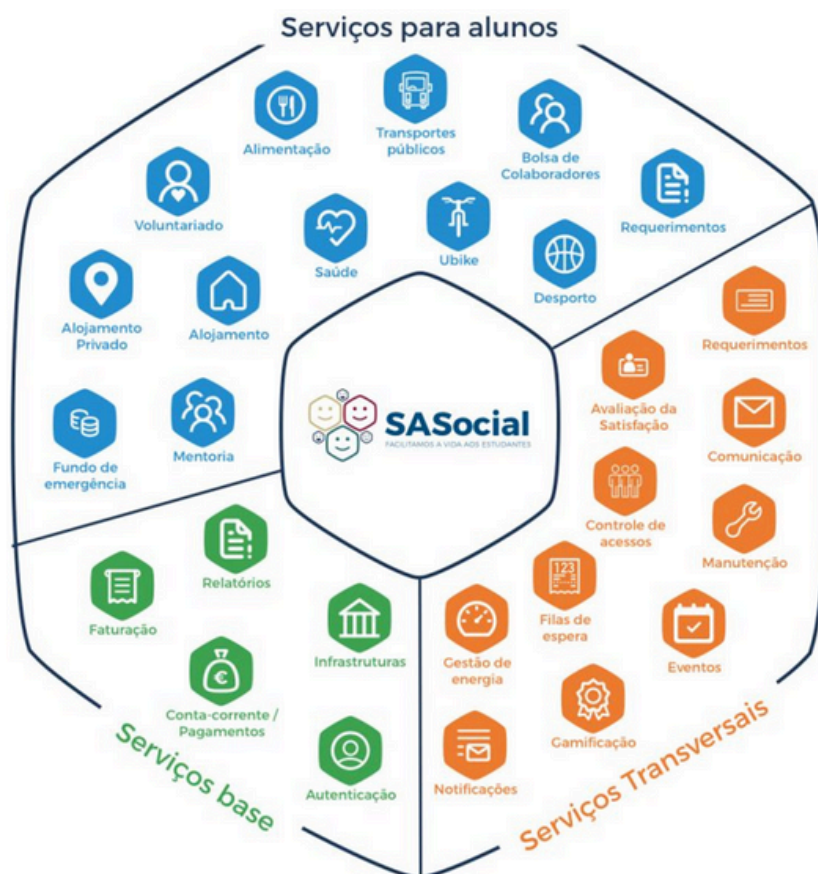 Serviços para alunos
Alimentação
Transportes
públicos
Bolsa de
Colaboradores
Requerimentos
Voluntariado
Saúde
Ubike
Desporto
Alojamento
Privado
Alojamento
Fundo de
emergência
Mentoria
SASocial
FACILITAMOS A VIDA AOS ESTUDANTES
Requerimentos
Avaliação da
Satisfação
Comunicação
Controle de
acessos
Manutenção
123
Filas de
espera
Gestão de
energia
Eventos
Gamificação
Notificações
Serviços Transversais
Relatórios
Faturação
Infraestruturas
€
Conta-corrente /
Pagamentos
Autenticação
Serviços base